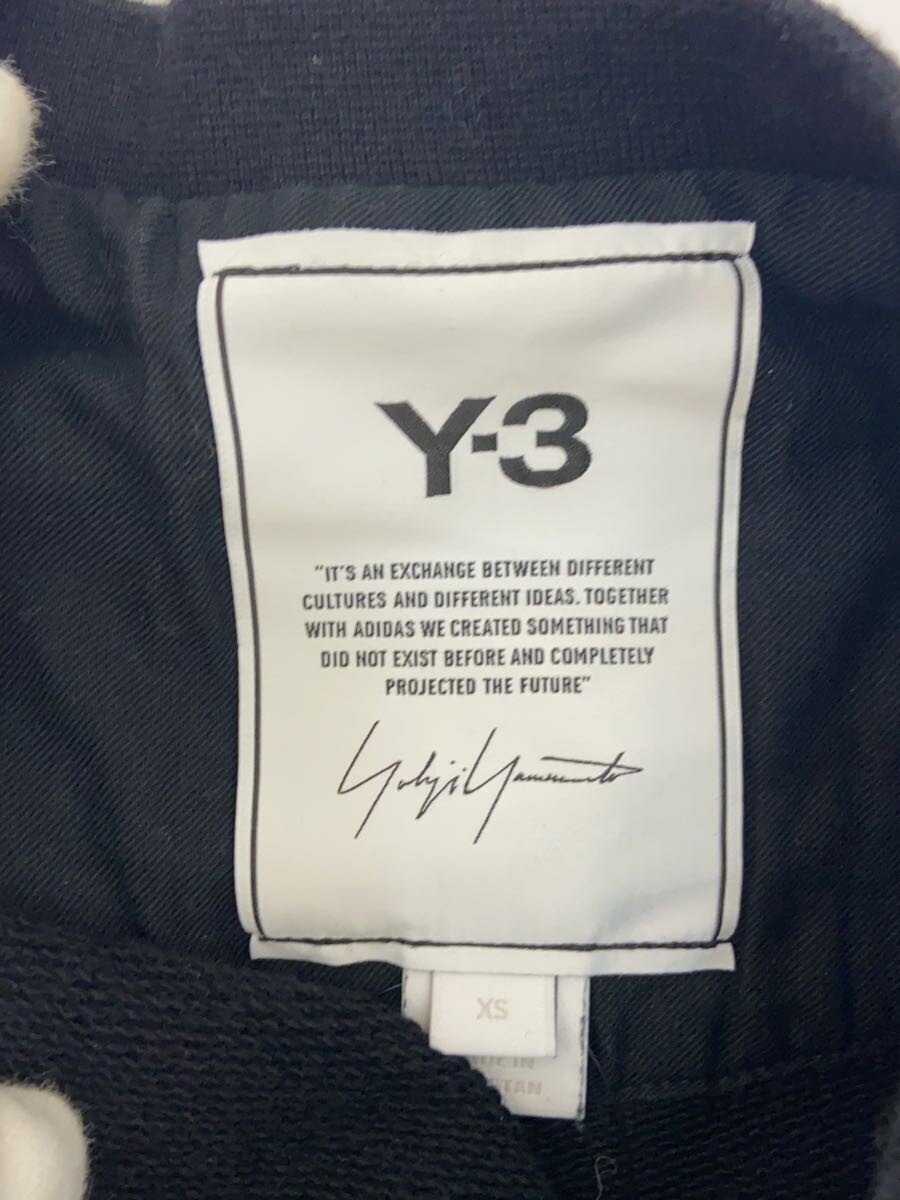 Y-3
"IT'S AN EXCHANGE BETWEEN DIFFERENT
CULTURES AND DIFFERENT IDEAS. TOGETHER
WITH ADIDAS WE CREATED SOMETHING THAT
DID NOT EXIST BEFORE AND COMPLETELY
PROJECTED THE FUTURE"
Yohji Yamamoto
XS
IN